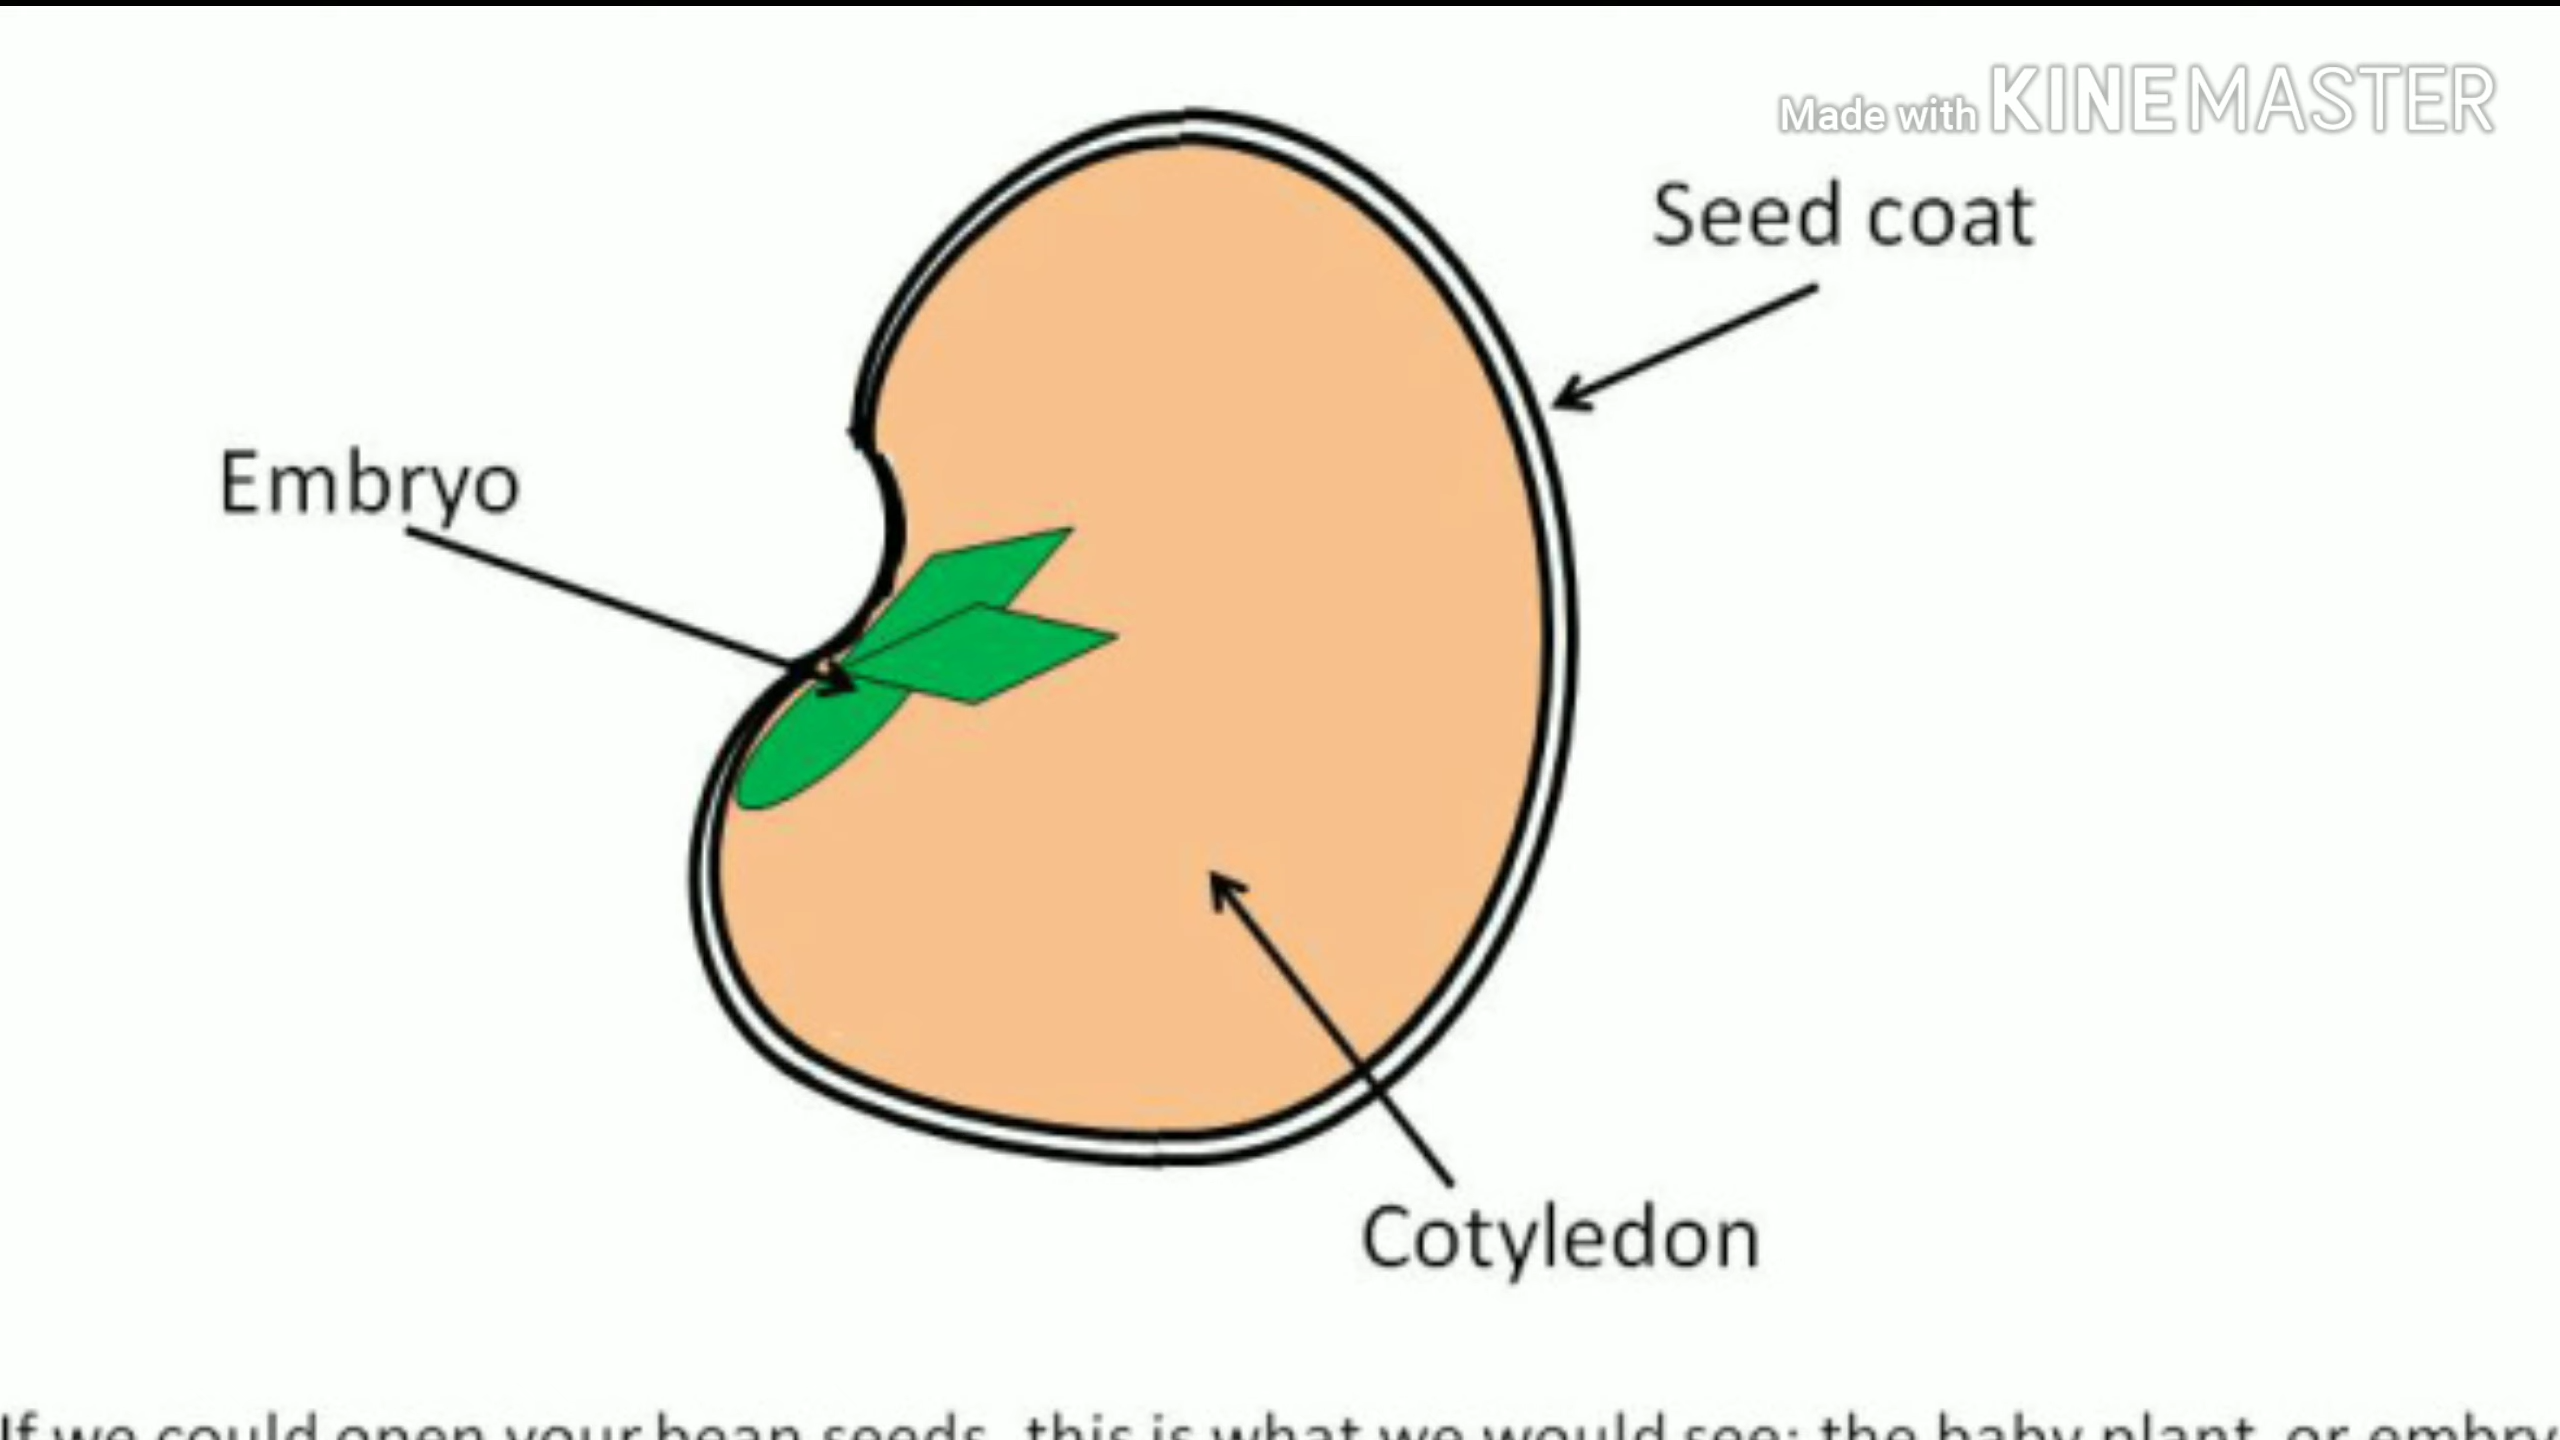 Made with KINEMASTER
Seed coat
Embryo
Cotyledon
If we could open your bean seeds, this is what we would see: the baby plant, or embry